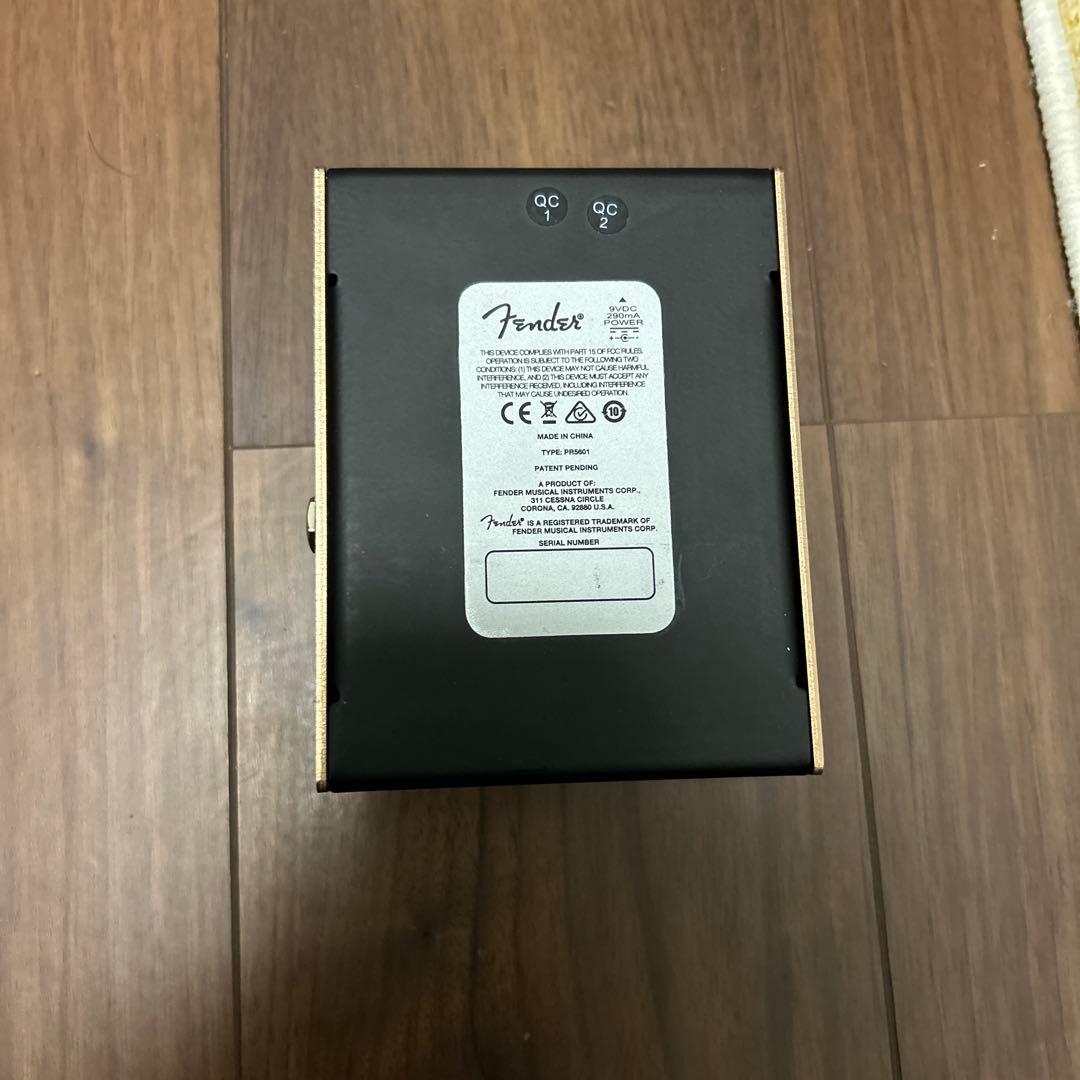 QC
1
QC
2
Fender®
9VDC
290mA
POWER
THIS DEVICE COMPLIES WITH PART 15 OF FCC RULES.
OPERATION IS SUBJECT TO THE FOLLOWING TWO
CONDITIONS: (1) THIS DEVICE MAY NOT CAUSE HARMFUL
INTERFERENCE, AND (2) THIS DEVICE MUST ACCEPT ANY
INTERFERENCE RECEIVED, INCLUDING INTERFERENCE
THAT MAY CAUSE UNDESIRED OPERATION.
CE 10
MADE IN CHINA
TYPE: PR5601
PATENT PENDING
A PRODUCT OF:
FENDER MUSICAL INSTRUMENTS CORP.,
311 CESSNA CIRCLE
CORONA, CA. 92880 U.S.A.
Fender® IS A REGISTERED TRADEMARK OF
FENDER MUSICAL INSTRUMENTS CORP.
SERIAL NUMBER